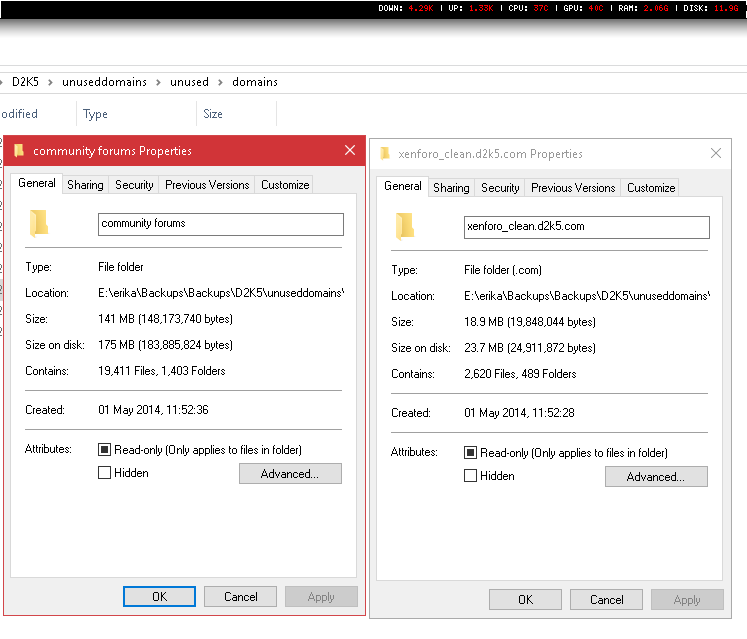 DOWN: 4.29K | UP: 1.33K | CPU: 37C | GPU: 40C | RAM: 2.06G | DISK: 11.9G
D2K5 > unuseddomains > unused > domains
odified Type Size
community forums Properties
General Sharing Security Previous Versions Customize
community forums
Type: File folder
Location: E:\erika\Backups\Backups\D2K5\unuseddomains\
Size: 141 MB (148,173,740 bytes)
Size on disk: 175 MB (183,885,824 bytes)
Contains: 19,411 Files, 1,403 Folders
Created: 01 May 2014, 11:52:36
Attributes: Read-only (Only applies to files in folder)
Hidden Advanced...
OK Cancel Apply
xenforo_clean.d2k5.com Properties
General Sharing Security Previous Versions Customize
xenforo_clean.d2k5.com
Type: File folder (.com)
Location: E:\erika\Backups\Backups\D2K5\unuseddomains\
Size: 18.9 MB (19,848,044 bytes)
Size on disk: 23.7 MB (24,911,872 bytes)
Contains: 2,620 Files, 489 Folders
Created: 01 May 2014, 11:52:28
Attributes: Read-only (Only applies to files in folder)
Hidden Advanced...
OK Cancel Apply